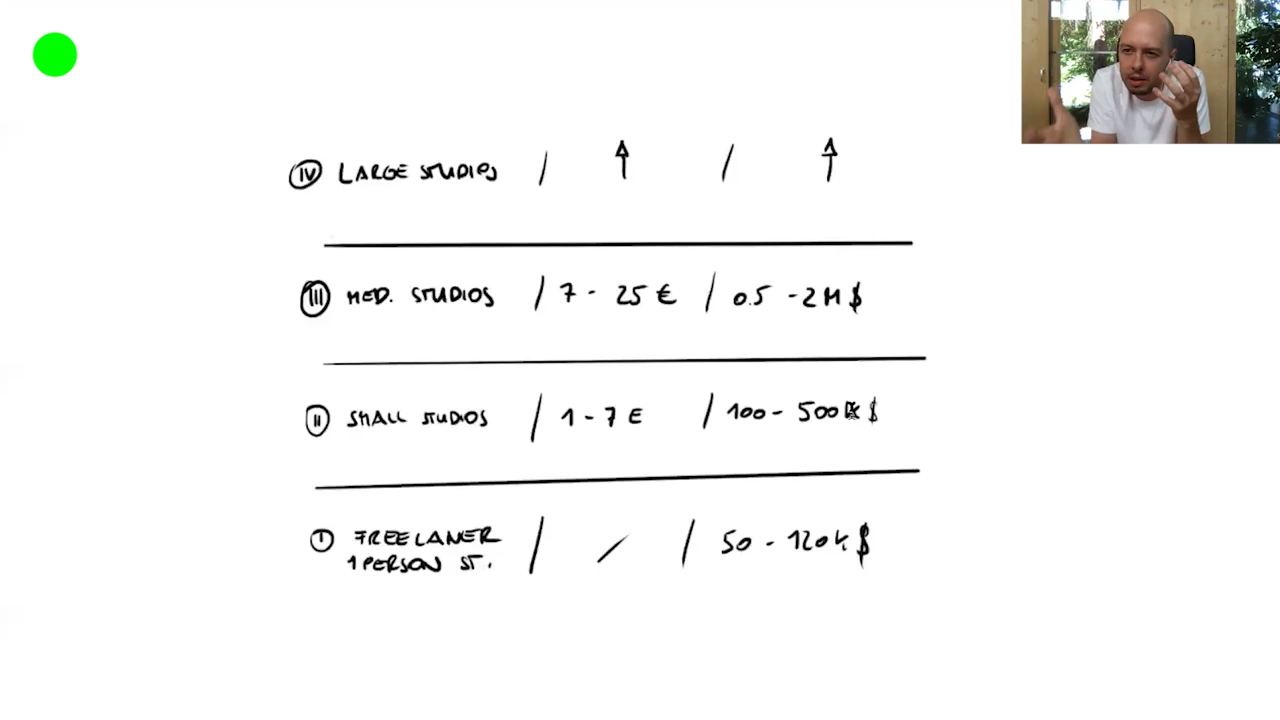 IV LARGE STUDIOS / ↑ / ↑
III MED. STUDIOS / 7 - 25 € / 0.5 - 2M $
II SMALL STUDIOS / 1 - 7 € / 100 - 500K $
I FREELANER / / / 50 - 120k $
1 PERSON ST.